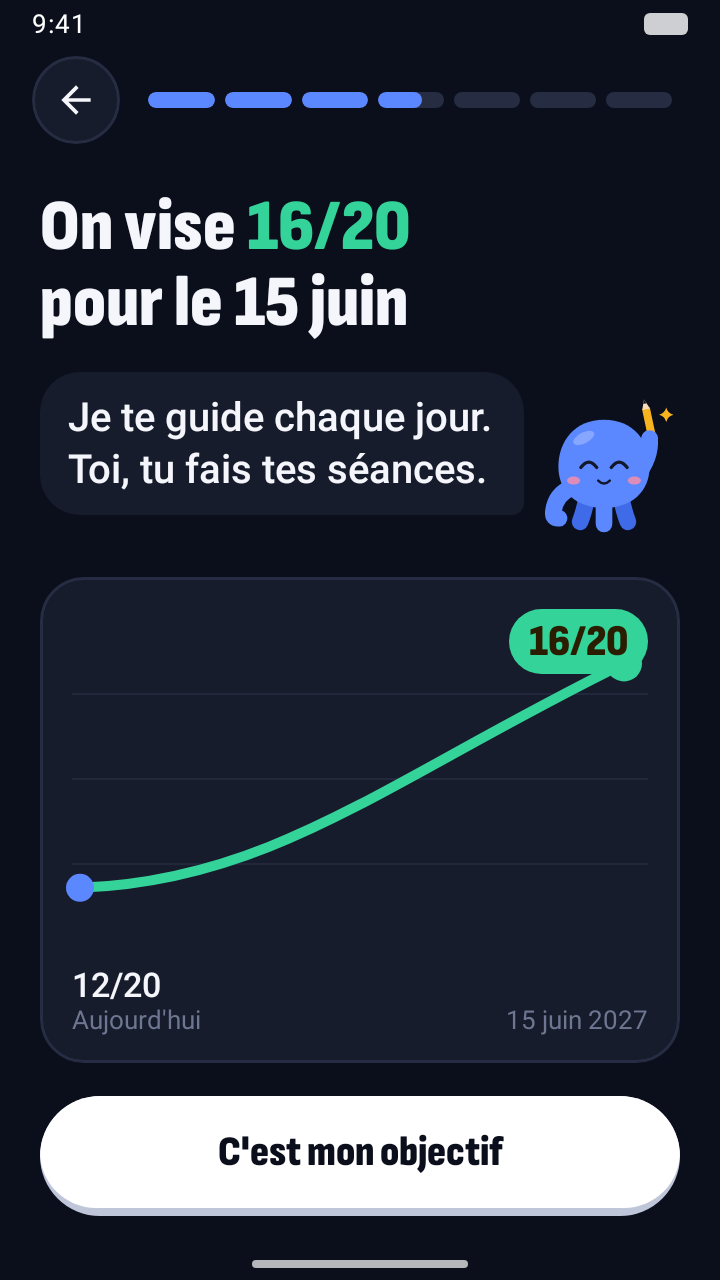 9:41
On vise 16/20
pour le 15 juin
Je te guide chaque jour.
Toi, tu fais tes séances.
16/20
12/20
Aujourd'hui
15 juin 2027
C'est mon objectif